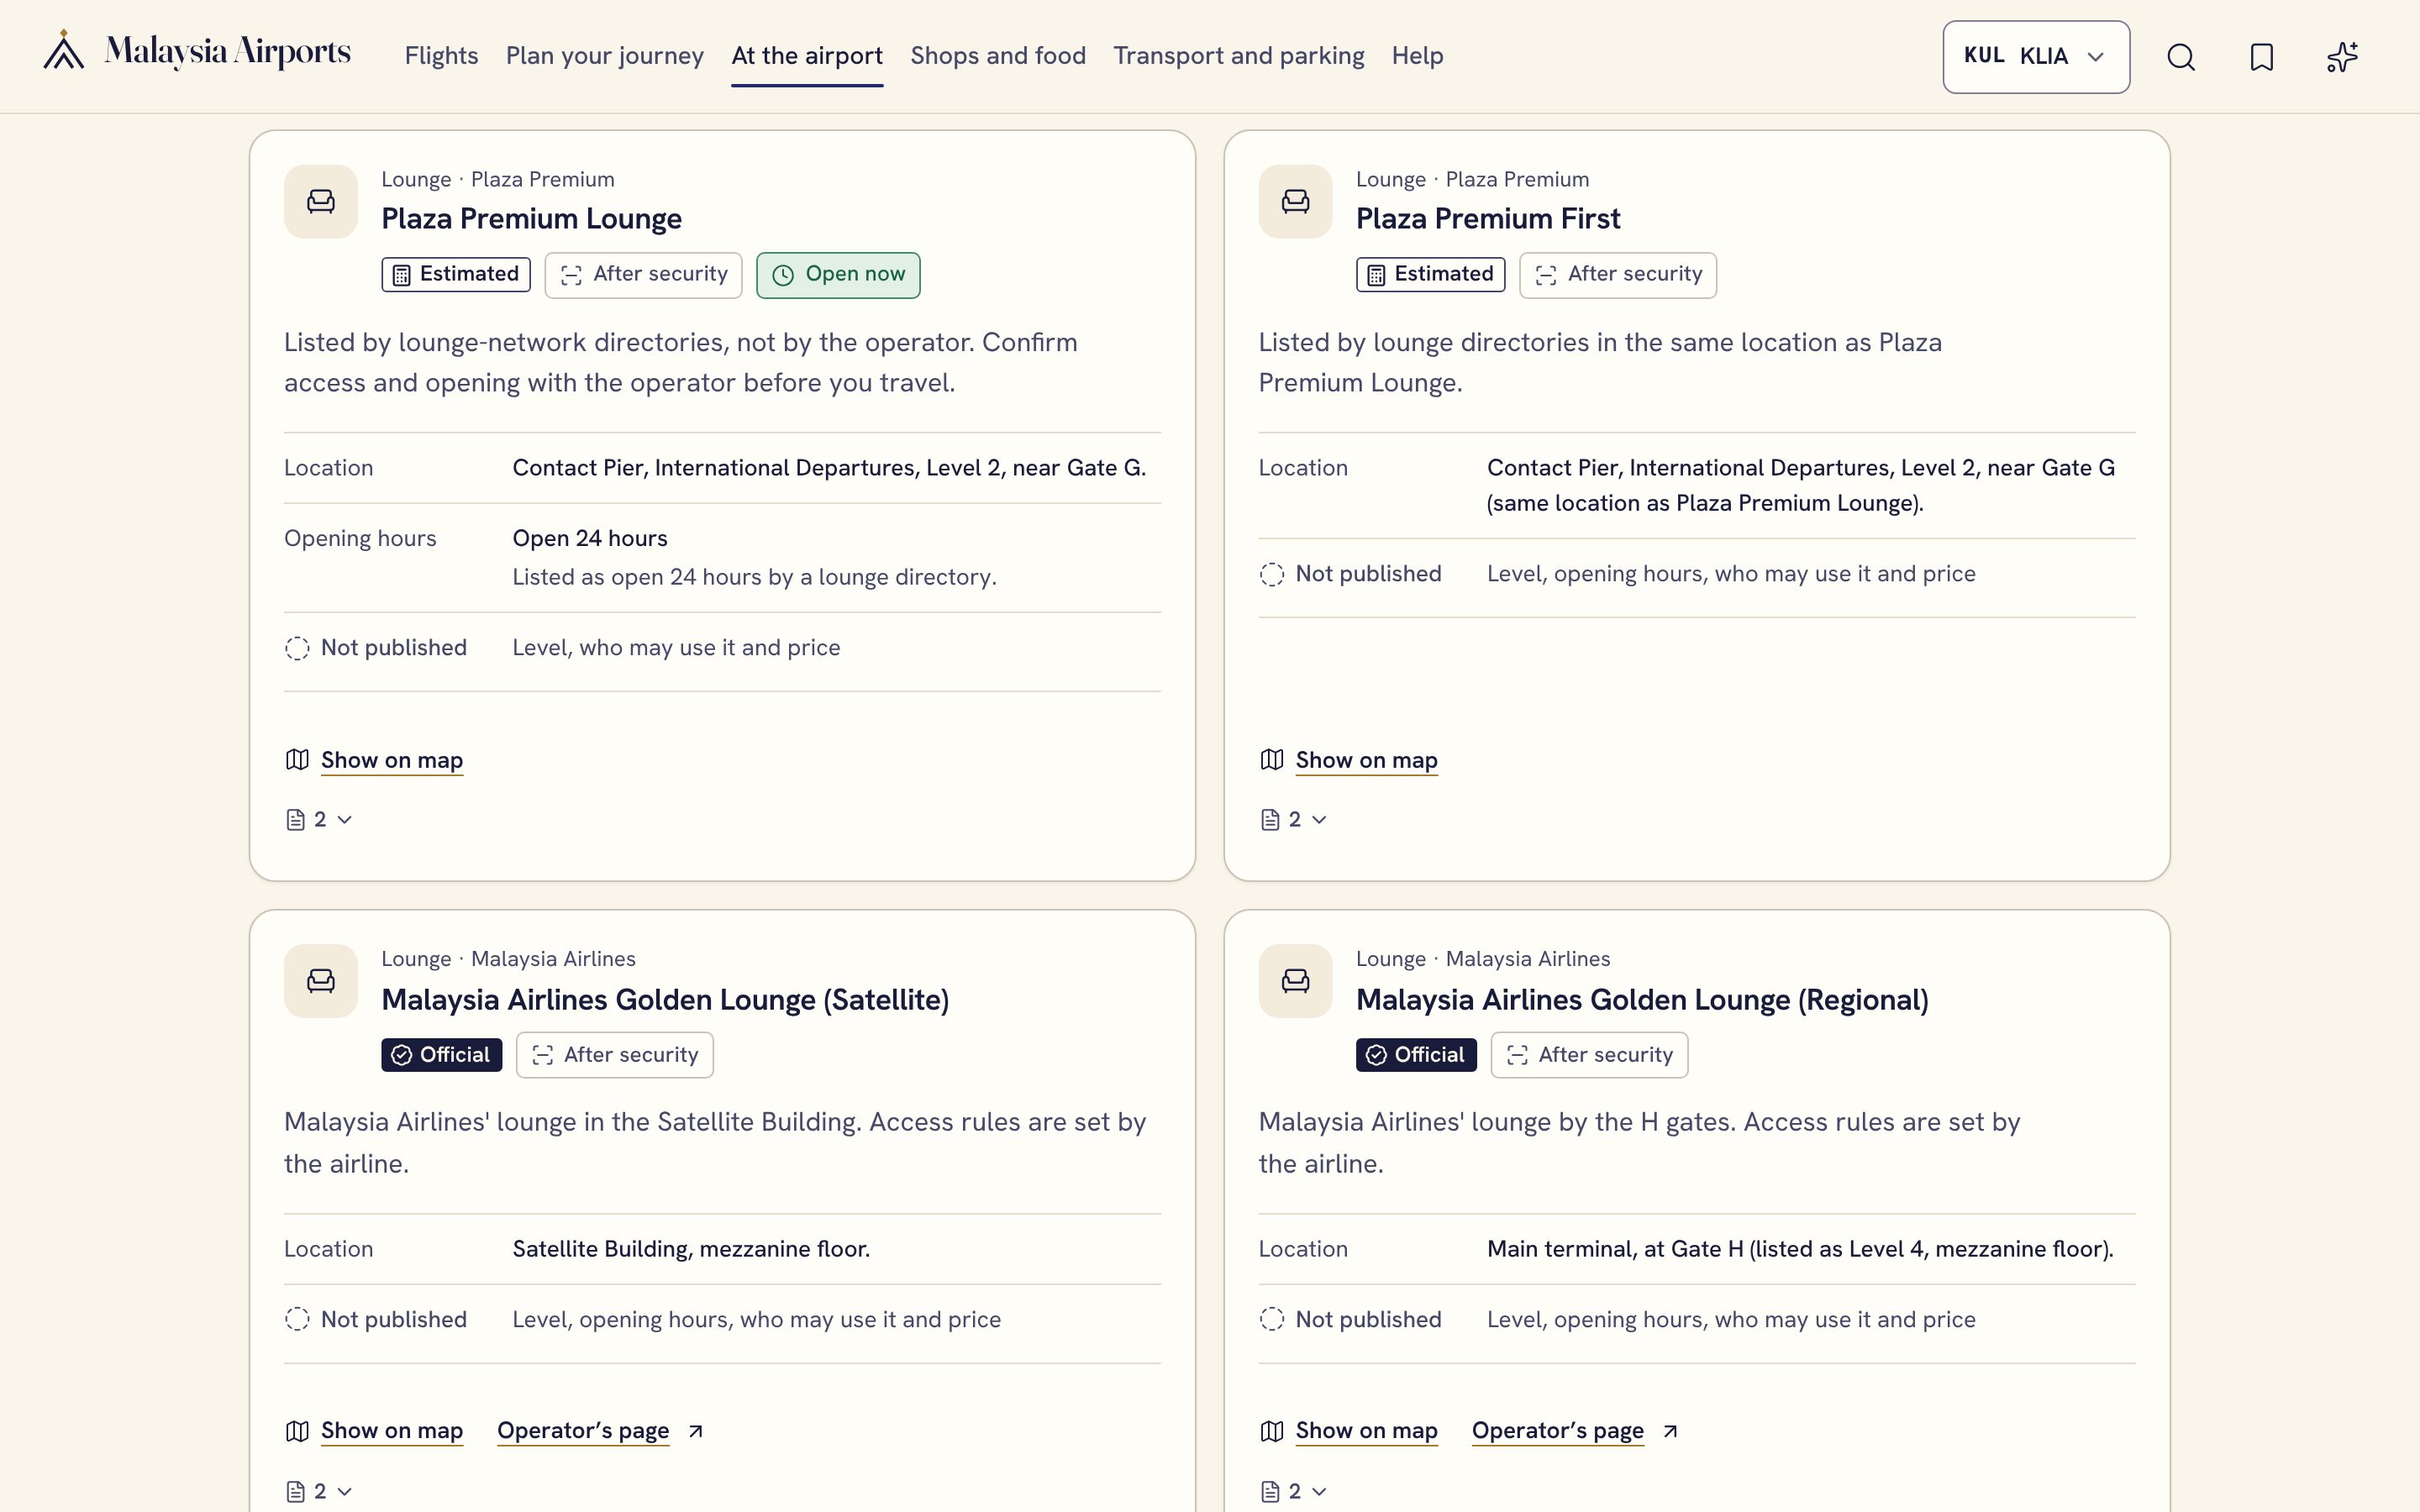 Malaysia Airports
Flights
Plan your journey
At the airport
Shops and food
Transport and parking
Help
KUL KLIA
Lounge · Plaza Premium
Plaza Premium Lounge
Estimated
After security
Open now
Listed by lounge-network directories, not by the operator. Confirm
access and opening with the operator before you travel.
Location
Contact Pier, International Departures, Level 2, near Gate G.
Opening hours
Open 24 hours
Listed as open 24 hours by a lounge directory.
Not published
Level, who may use it and price
Show on map
2
Lounge · Plaza Premium
Plaza Premium First
Estimated
After security
Listed by lounge directories in the same location as Plaza
Premium Lounge.
Location
Contact Pier, International Departures, Level 2, near Gate G
(same location as Plaza Premium Lounge).
Not published
Level, opening hours, who may use it and price
Show on map
2
Lounge · Malaysia Airlines
Malaysia Airlines Golden Lounge (Satellite)
Official
After security
Malaysia Airlines' lounge in the Satellite Building. Access rules are set by
the airline.
Location
Satellite Building, mezzanine floor.
Not published
Level, opening hours, who may use it and price
Show on map
Operator’s page
2
Lounge · Malaysia Airlines
Malaysia Airlines Golden Lounge (Regional)
Official
After security
Malaysia Airlines' lounge by the H gates. Access rules are set by
the airline.
Location
Main terminal, at Gate H (listed as Level 4, mezzanine floor).
Not published
Level, opening hours, who may use it and price
Show on map
Operator’s page
2